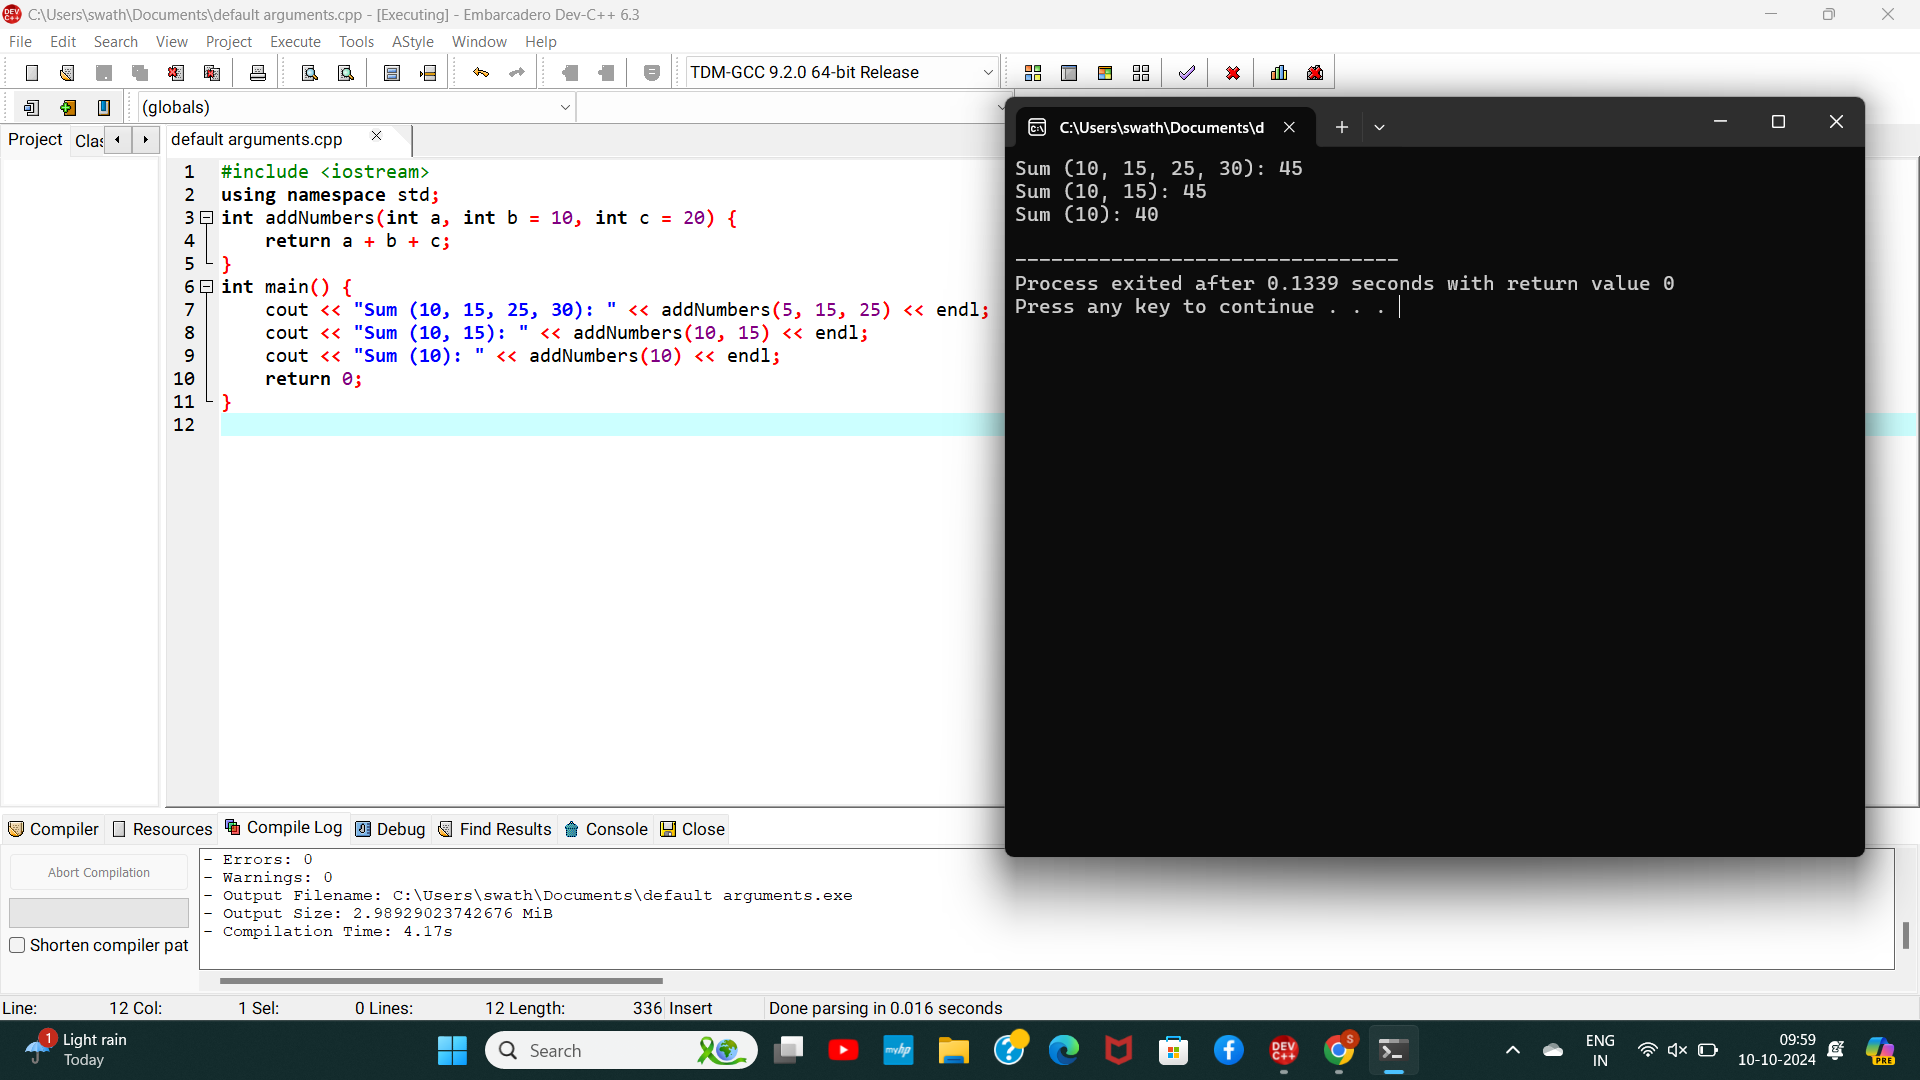 C:\Users\swath\Documents\default arguments.cpp - [Executing] - Embarcadero Dev-C++ 6.3
File Edit Search View Project Execute Tools AStyle Window Help
TDM-GCC 9.2.0 64-bit Release
(globals)
Project Clas default arguments.cpp
1 #include <iostream>
2 using namespace std;
3 int addNumbers(int a, int b = 10, int c = 20) {
4 return a + b + c;
5 }
6 int main() {
7 cout << "Sum (10, 15, 25, 30): " << addNumbers(5, 15, 25) << endl;
8 cout << "Sum (10, 15): " << addNumbers(10, 15) << endl;
9 cout << "Sum (10): " << addNumbers(10) << endl;
10 return 0;
11 }
12
C:\Users\swath\Documents\d
Sum (10, 15, 25, 30): 45
Sum (10, 15): 45
Sum (10): 40
--------------------------------
Process exited after 0.1339 seconds with return value 0
Press any key to continue . . .
Compiler Resources Compile Log Debug Find Results Console Close
Abort Compilation
Shorten compiler pat
- Errors: 0
- Warnings: 0
- Output Filename: C:\Users\swath\Documents\default arguments.exe
- Output Size: 2.98929023742676 MiB
- Compilation Time: 4.17s
Line: 12 Col: 1 Sel: 0 Lines: 12 Length: 336 Insert Done parsing in 0.016 seconds
1
Light rain
Today
Search
myhp
DEV C++
S
ENG
IN
09:59
10-10-2024
PRE